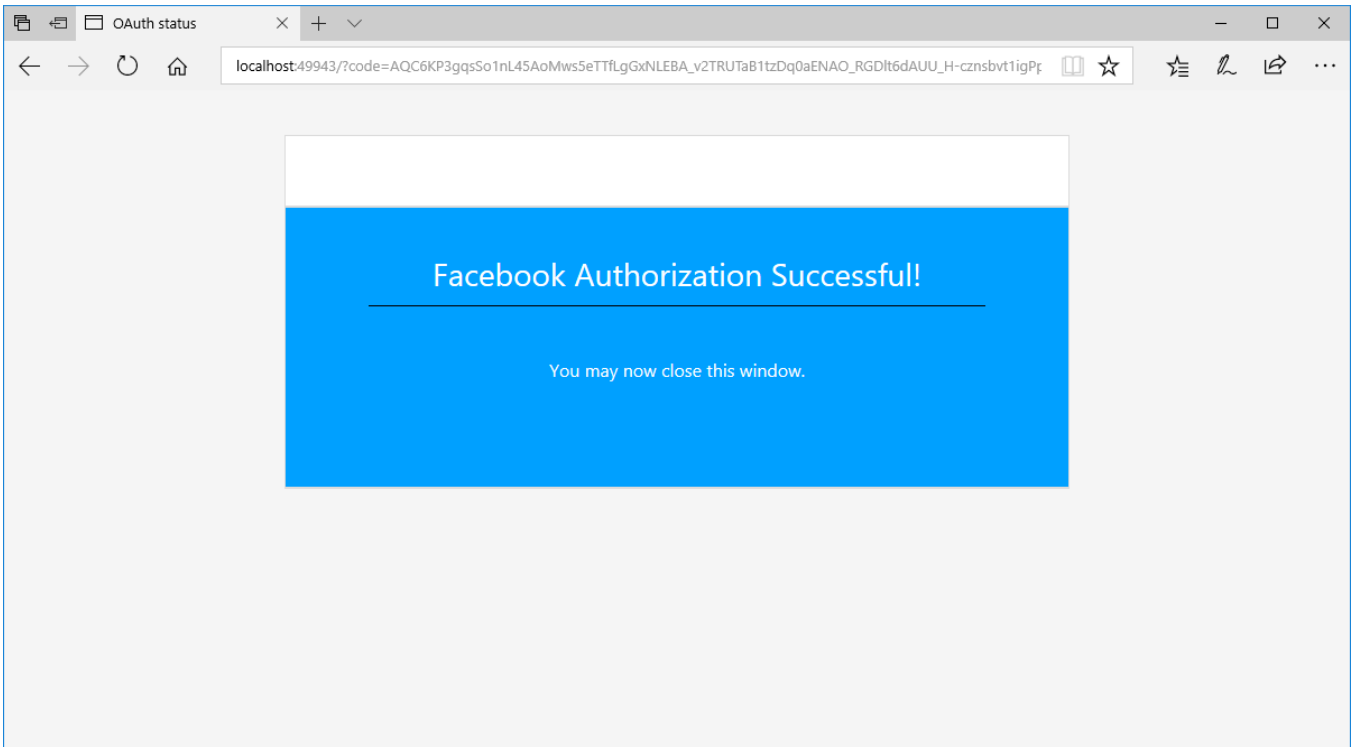 OAuth status
localhost:49943/?code=AQC6KP3gqsSo1nL45AoMws5eTTfLgGxNLEBA_v2TRUTaB1tzDq0aENAO_RGDlt6dAUU_H-cznsbvt1igPp
Facebook Authorization Successful!
You may now close this window.